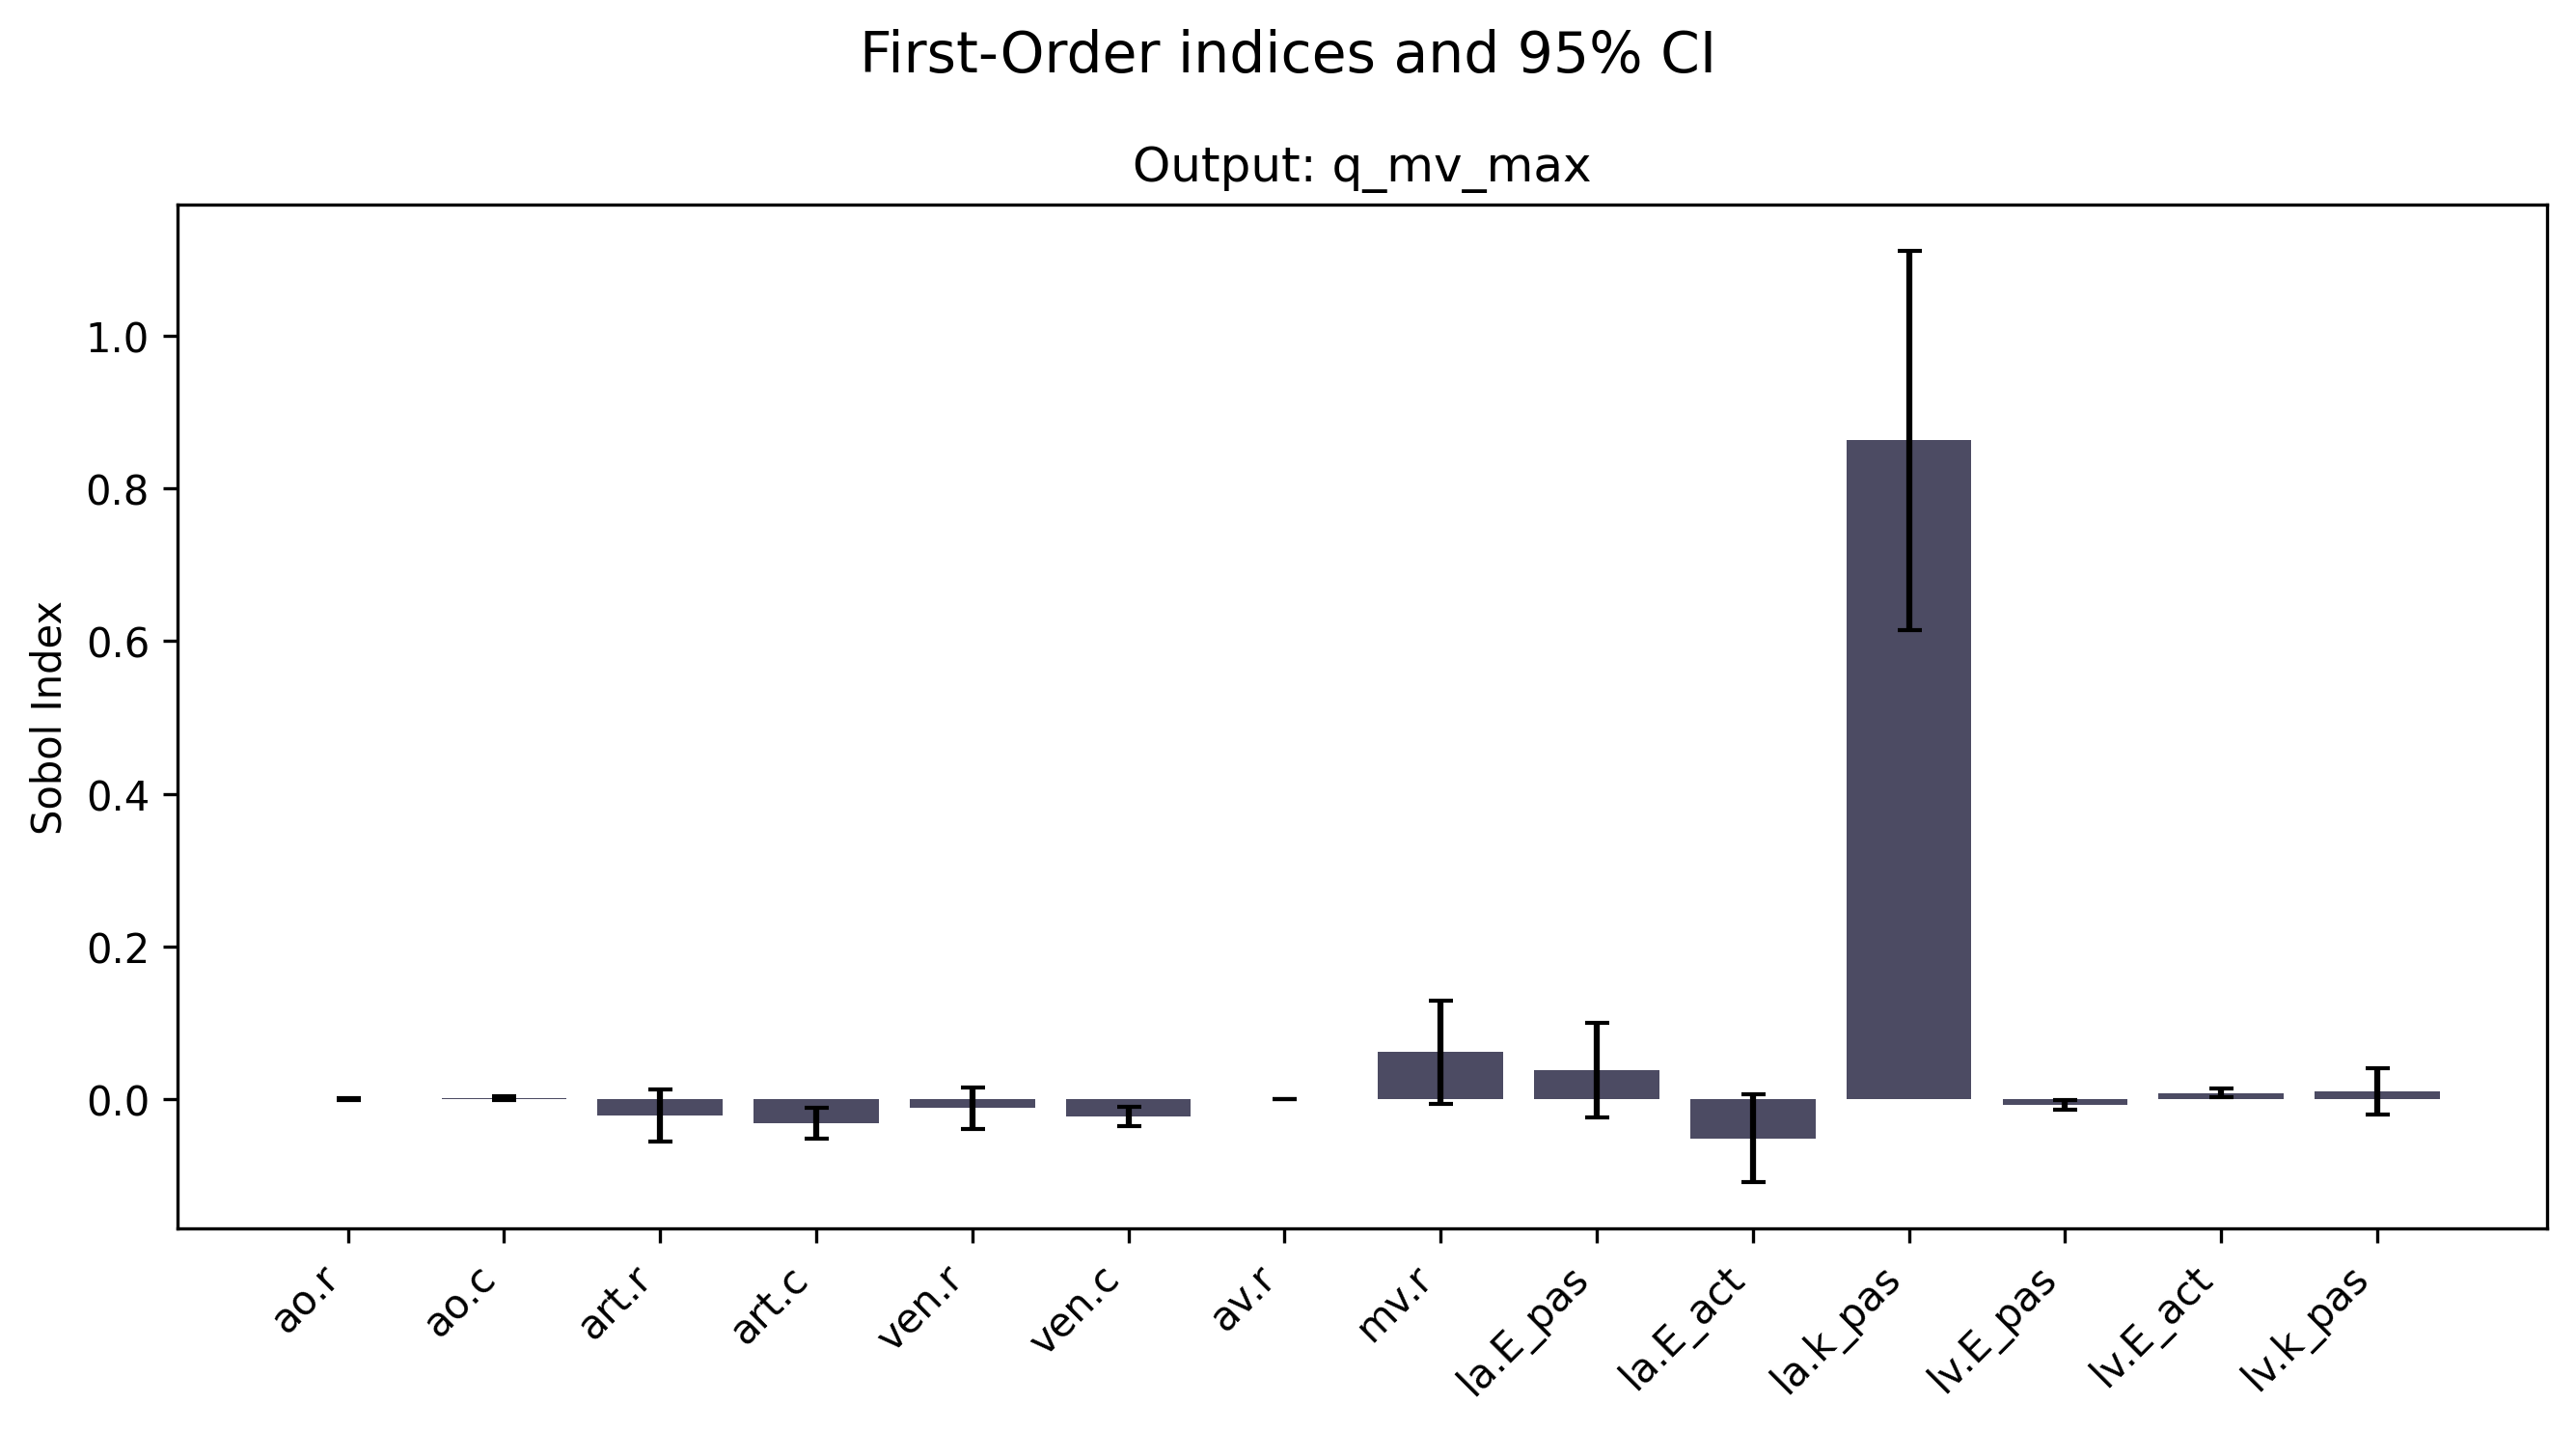 First-Order indices and 95% CI
Output: q_mv_max
Sobol Index
1.0
0.8
0.6
0.4
0.2
0.0
ao.r
ao.c
art.r
art.c
ven.r
ven.c
av.r
mv.r
la.E_pas
la.E_act
la.k_pas
lv.E_pas
lv.E_act
lv.k_pas